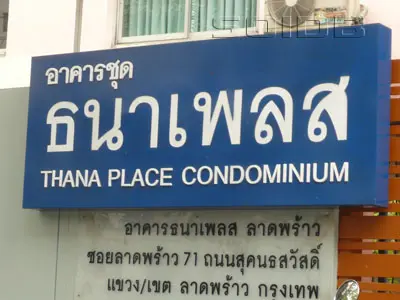 SOIDB
อาคารชุด
ธนาเพลส
THANA PLACE CONDOMINIUM
อาคารธนาเพลส ลาดพร้าว
ซอยลาดพร้าว 71 ถนนสุคนธสวัสดิ์
แขวง/เขต ลาดพร้าว กรุงเทพ